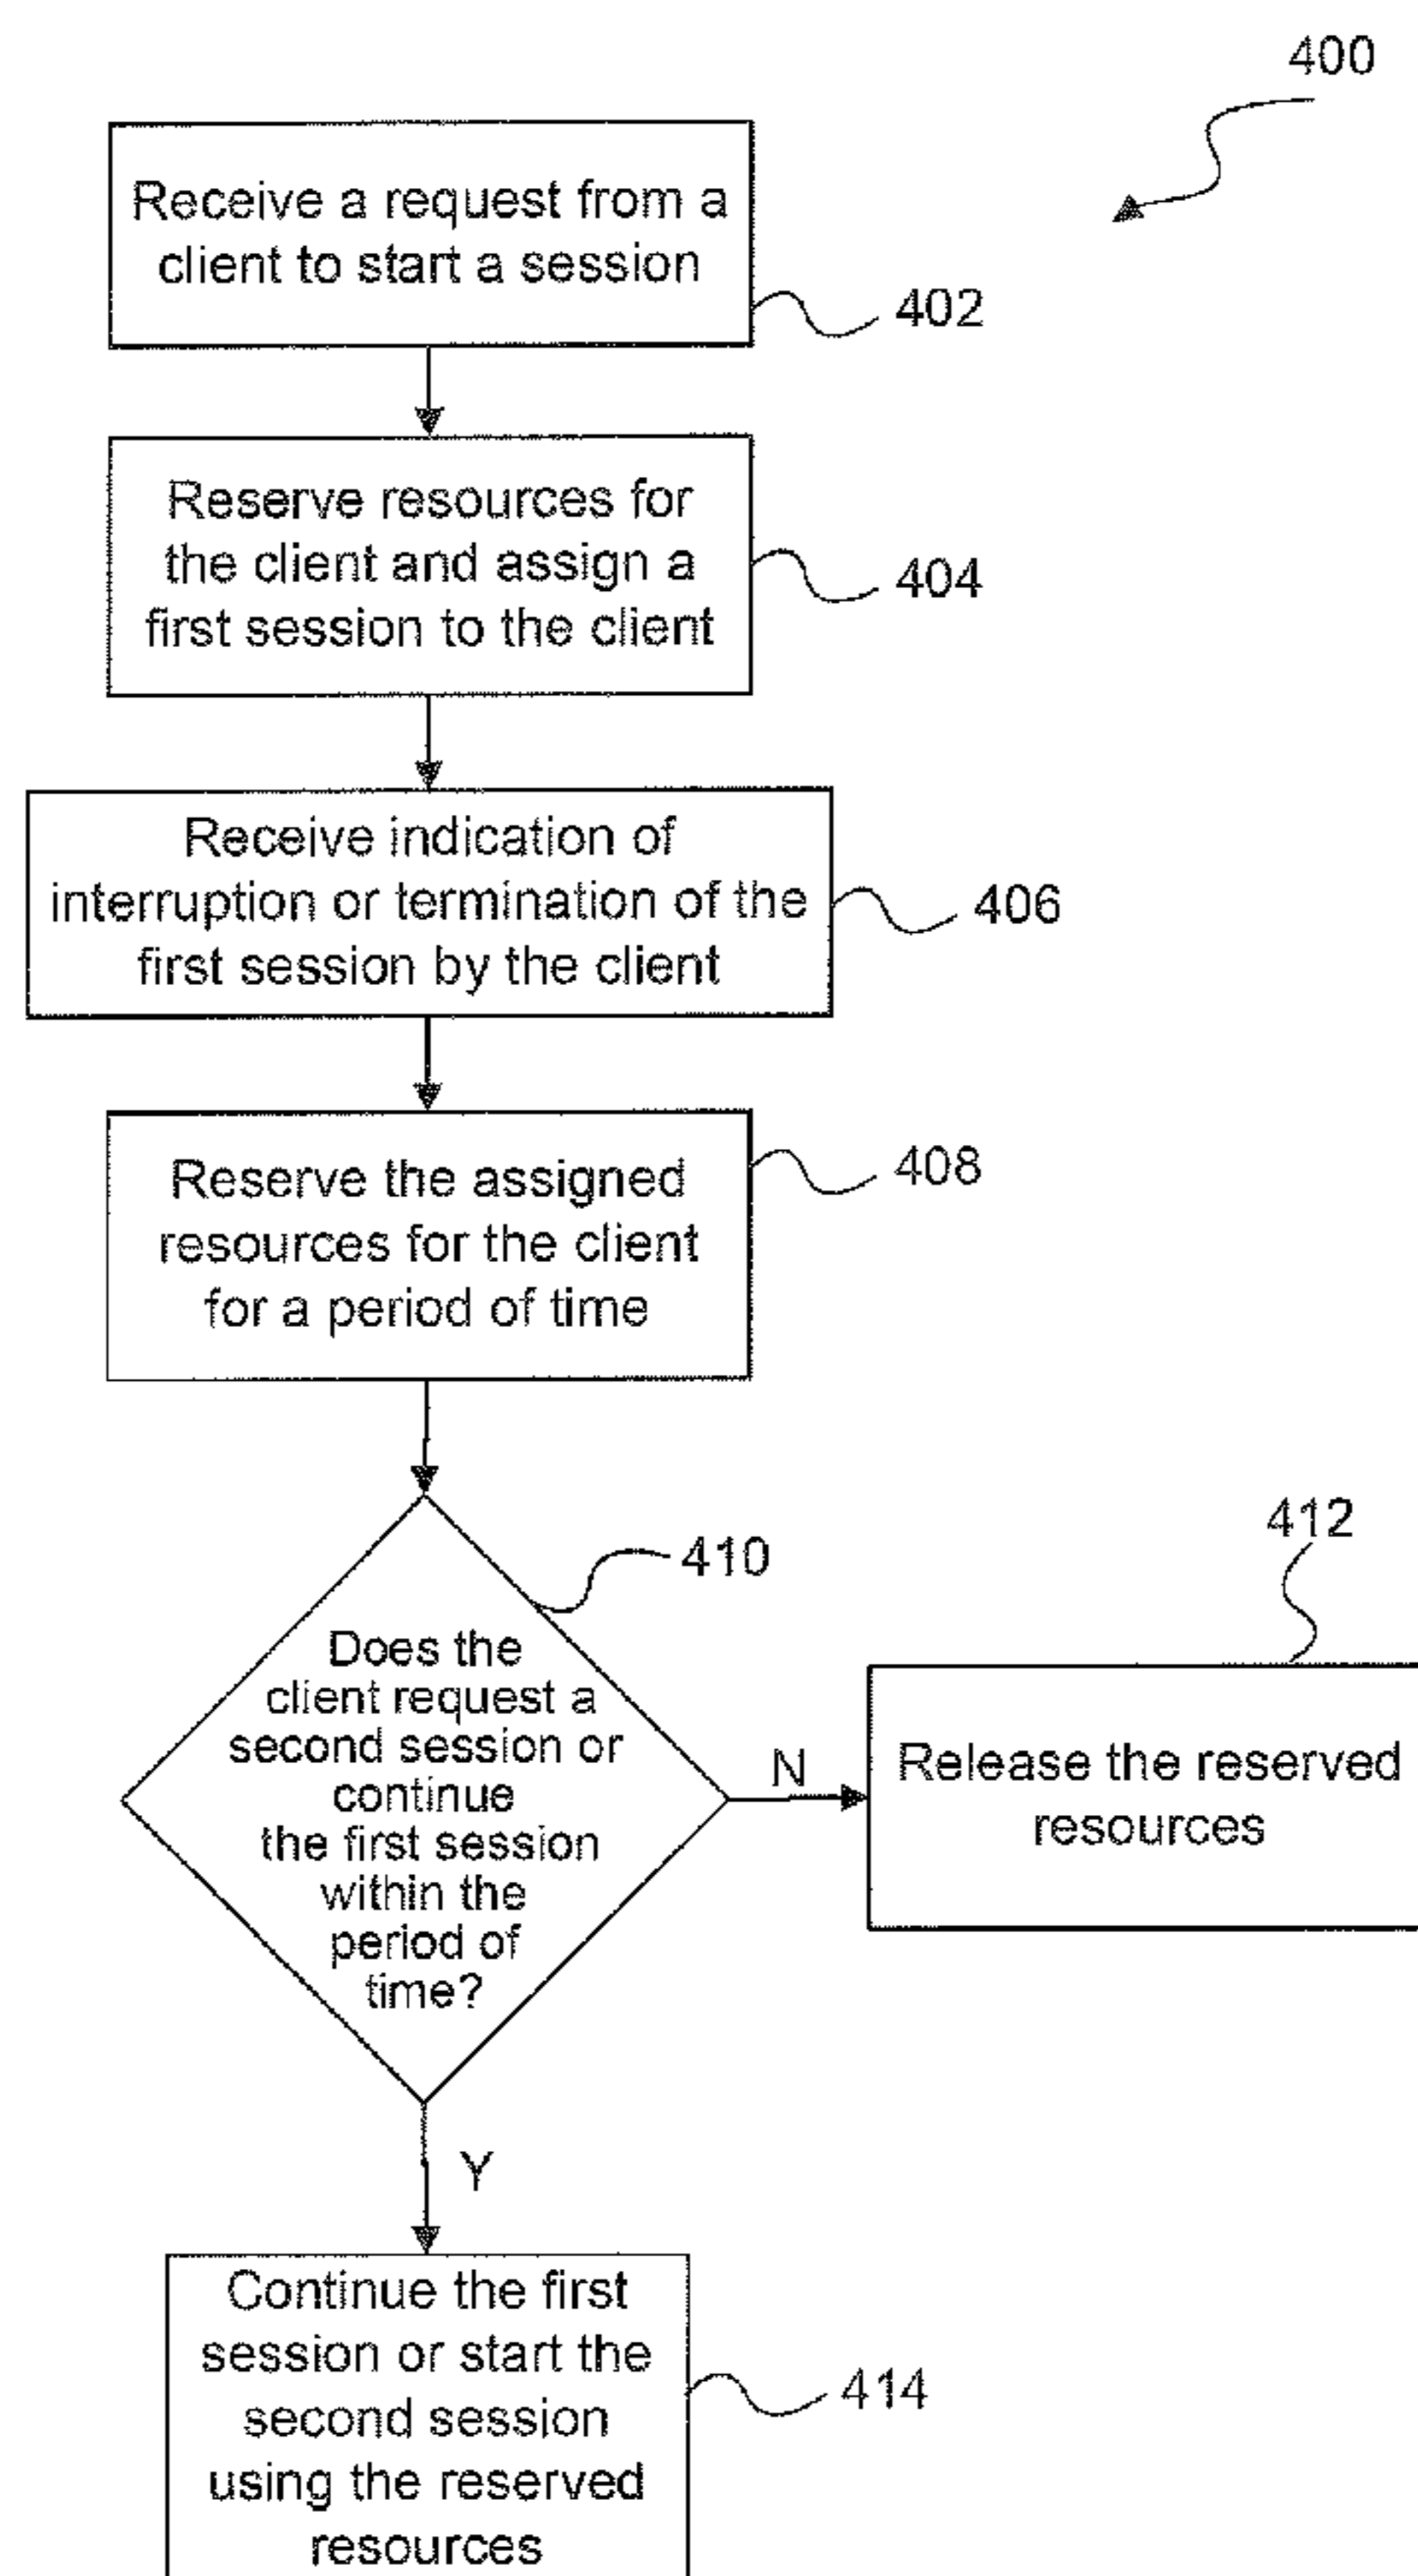 400
Receive a request from a
client to start a session
402
Reserve resources for
the client and assign a
first session to the client
404
Receive indication of
interruption or termination of the
first session by the client
406
Reserve the assigned
resources for the client
for a period of time
408
410
Does the
client request a
second session or
continue
the first session
within the
period of
time?
412
N
Release the reserved
resources
Y
Continue the first
session or start the
second session
using the reserved
resources
414